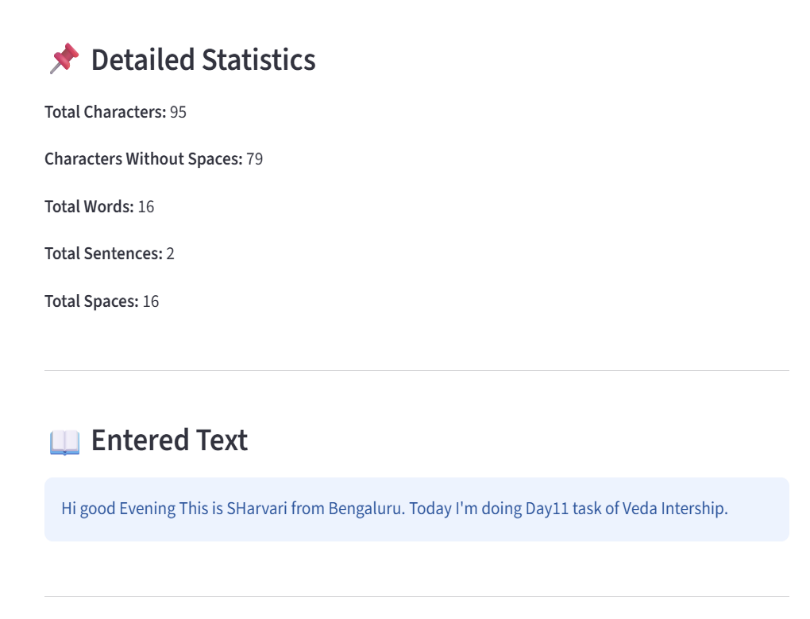 Detailed Statistics
Total Characters: 95
Characters Without Spaces: 79
Total Words: 16
Total Sentences: 2
Total Spaces: 16
Entered Text
Hi good Evening This is SHarvari from Bengaluru. Today I'm doing Day11 task of Veda Intership.